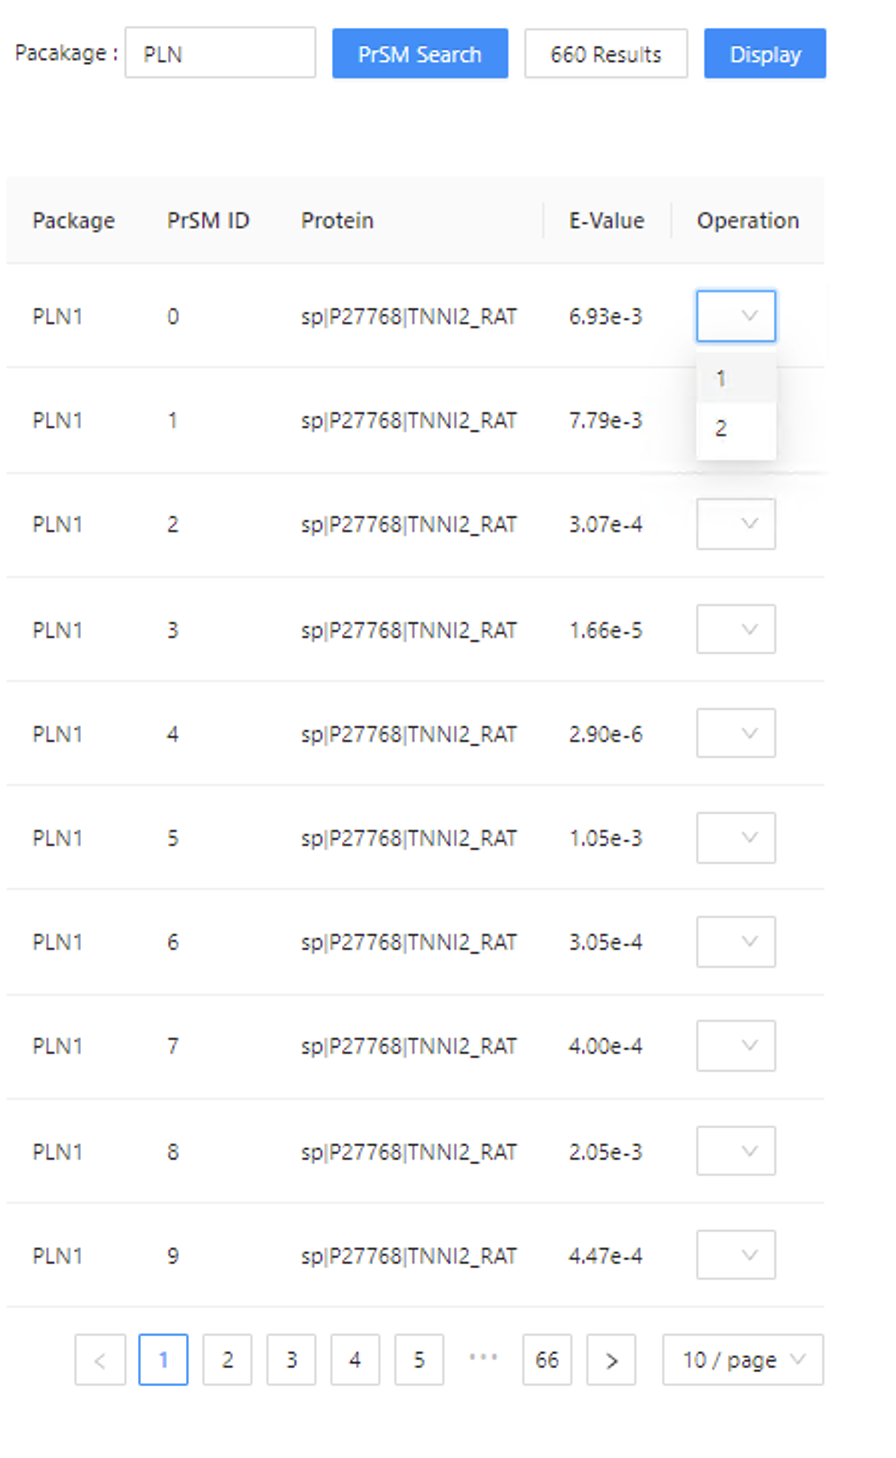 Pacakage : PLN PrSM Search 660 Results Display
Package PrSM ID Protein E-Value Operation
PLN1 0 sp|P27768|TNNI2_RAT 6.93e-3
1
PLN1 1 sp|P27768|TNNI2_RAT 7.79e-3
2
PLN1 2 sp|P27768|TNNI2_RAT 3.07e-4
PLN1 3 sp|P27768|TNNI2_RAT 1.66e-5
PLN1 4 sp|P27768|TNNI2_RAT 2.90e-6
PLN1 5 sp|P27768|TNNI2_RAT 1.05e-3
PLN1 6 sp|P27768|TNNI2_RAT 3.05e-4
PLN1 7 sp|P27768|TNNI2_RAT 4.00e-4
PLN1 8 sp|P27768|TNNI2_RAT 2.05e-3
PLN1 9 sp|P27768|TNNI2_RAT 4.47e-4
< 1 2 3 4 5 ••• 66 > 10 / page